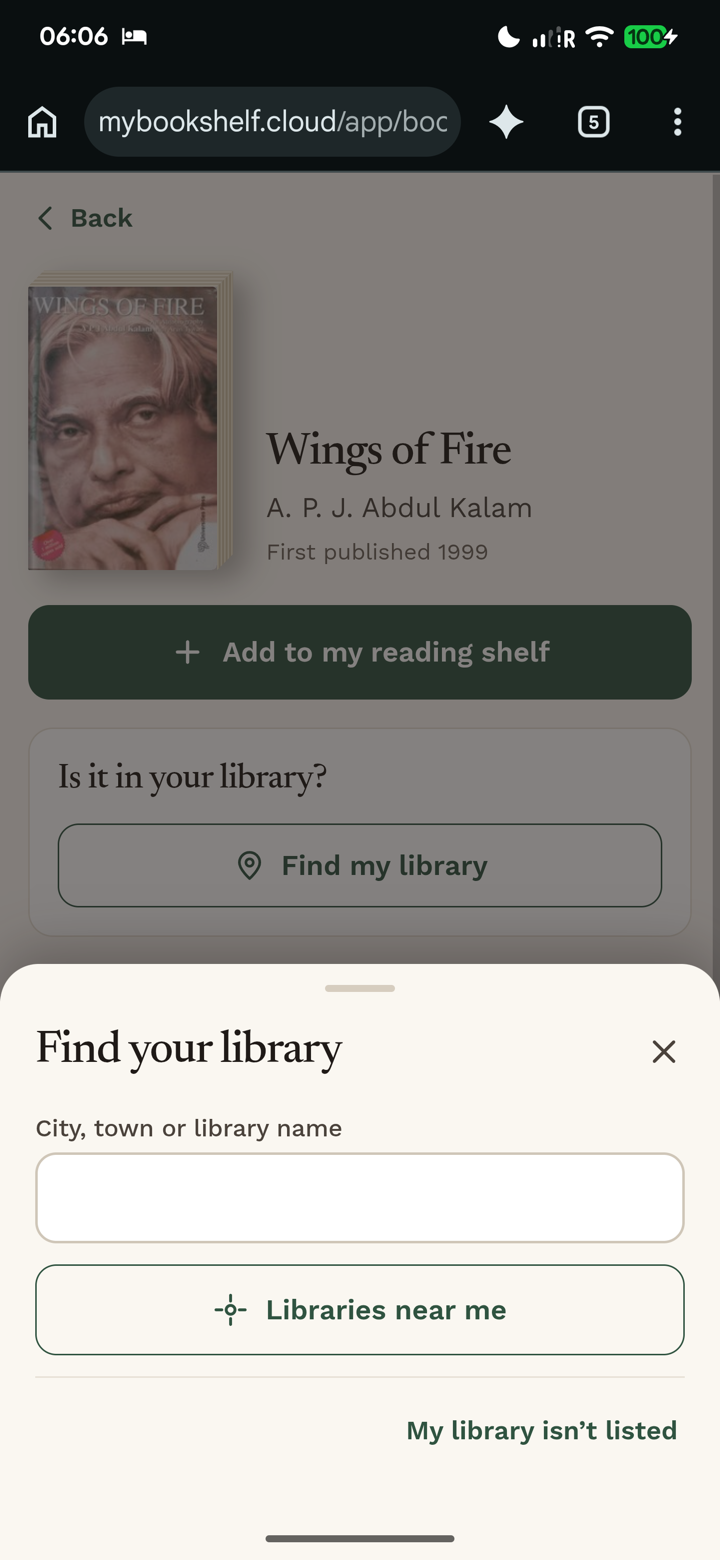 06:06
R
100
mybookshelf.cloud/app/boo
5
Back
WINGS OF FIRE
Wings of Fire
A. P. J. Abdul Kalam
First published 1999
Add to my reading shelf
Is it in your library?
Find my library
Find your library
City, town or library name
Libraries near me
My library isn’t listed